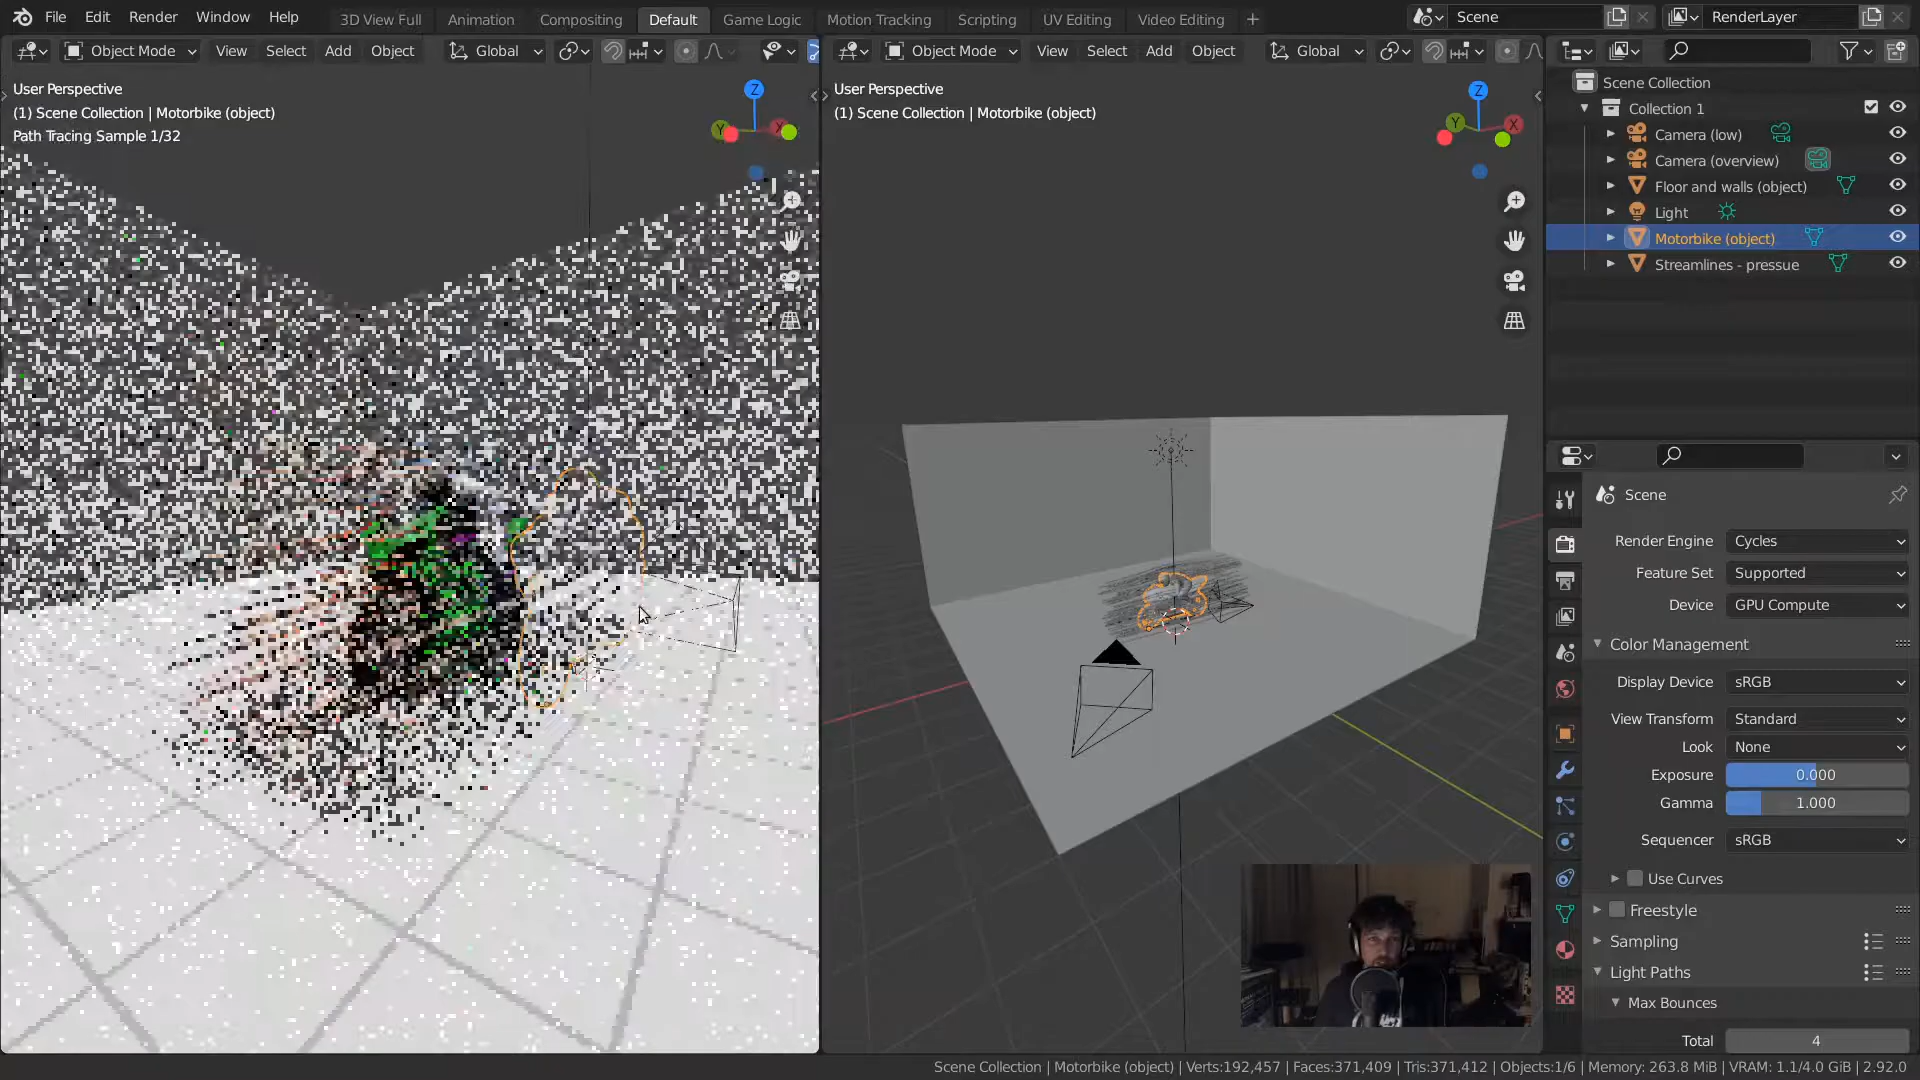 File Edit Render Window Help
3D View Full Animation Compositing Default Game Logic Motion Tracking Scripting UV Editing Video Editing +
Scene
RenderLayer
Object Mode View Select Add Object Global
Object Mode View Select Add Object Global
User Perspective
(1) Scene Collection | Motorbike (object)
Path Tracing Sample 1/32
Z
Y
X
User Perspective
(1) Scene Collection | Motorbike (object)
Z
Y
X
Scene Collection
Collection 1
Camera (low)
Camera (overview)
Floor and walls (object)
Light
Motorbike (object)
Streamlines - pressue
Scene
Render Engine Cycles
Feature Set Supported
Device GPU Compute
Color Management
Display Device sRGB
View Transform Standard
Look None
Exposure 0.000
Gamma 1.000
Sequencer sRGB
Use Curves
Freestyle
Sampling
Light Paths
Max Bounces
Total 4
Scene Collection | Motorbike (object) | Verts:192,457 | Faces:371,409 | Tris:371,412 | Objects:1/6 | Memory: 263.8 MiB | VRAM: 1.1/4.0 GiB | 2.92.0